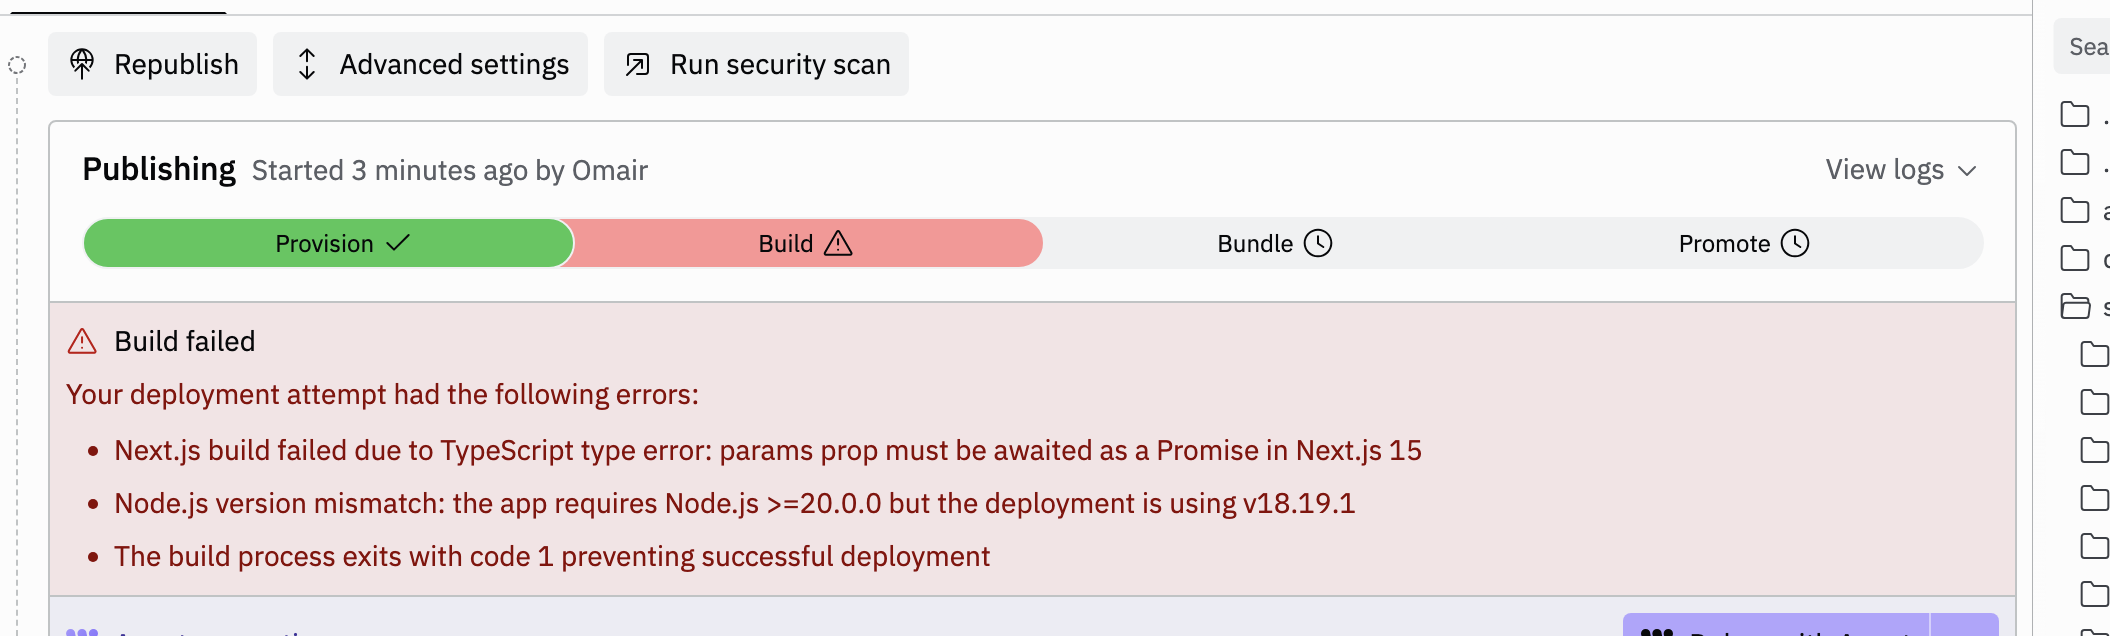 Republish
Advanced settings
Run security scan
Sea
Publishing Started 3 minutes ago by Omair
View logs
Provision
Build
Bundle
Promote
Build failed
Your deployment attempt had the following errors:
• Next.js build failed due to TypeScript type error: params prop must be awaited as a Promise in Next.js 15
• Node.js version mismatch: the app requires Node.js >=20.0.0 but the deployment is using v18.19.1
• The build process exits with code 1 preventing successful deployment